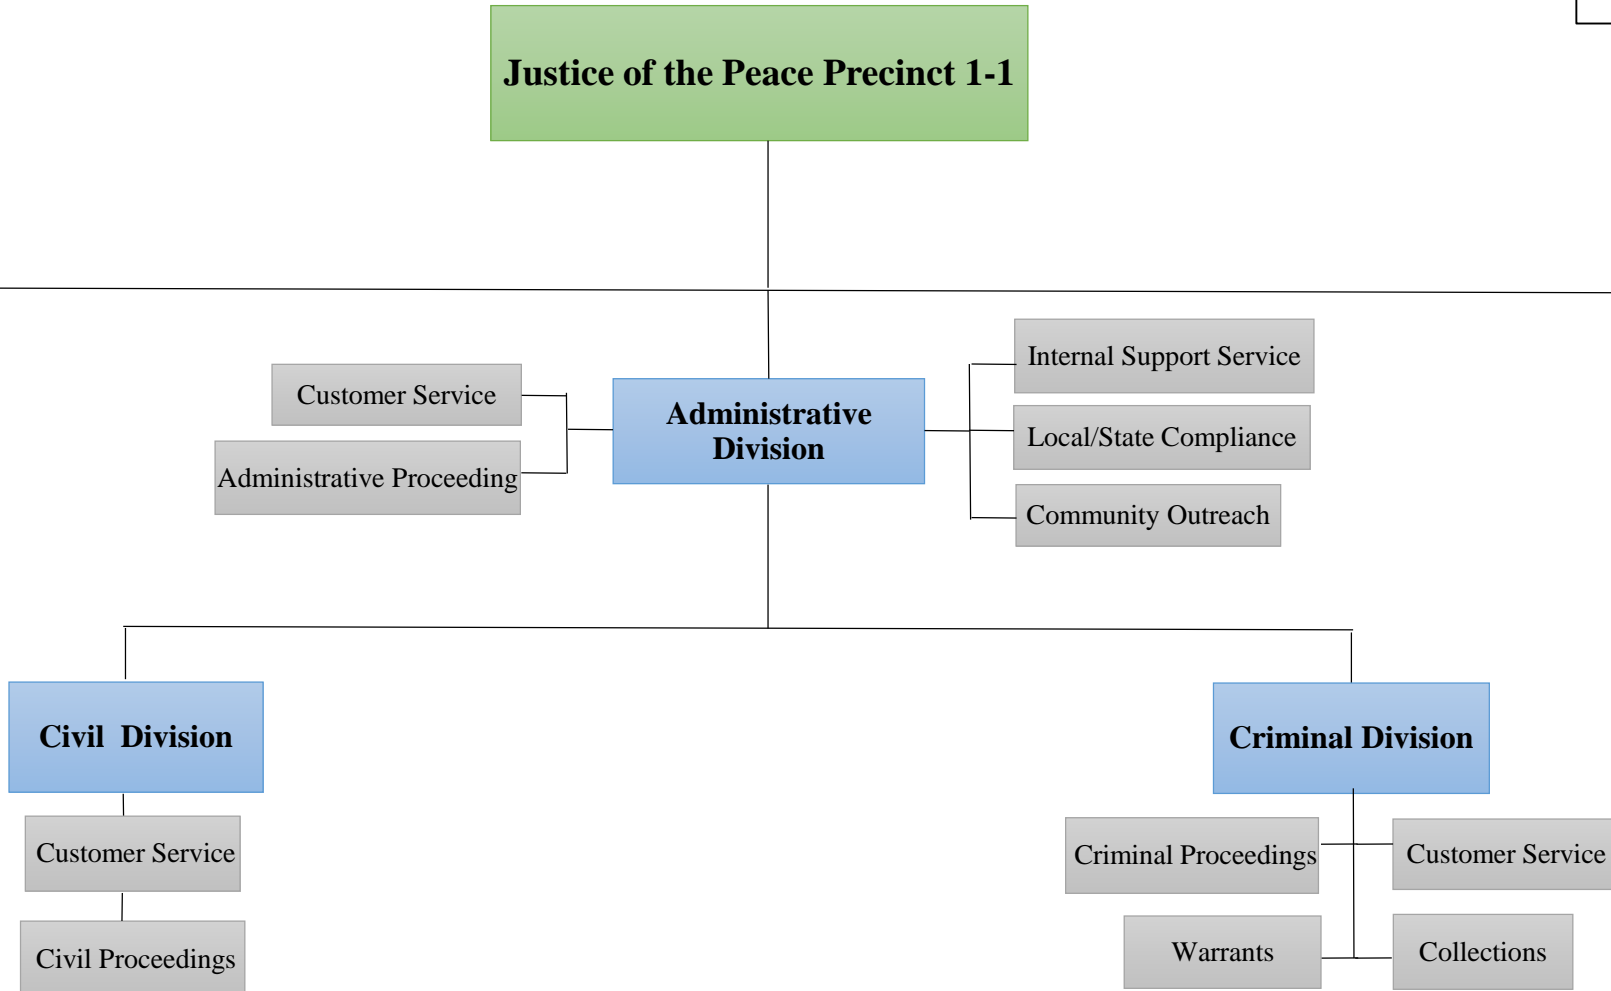 Justice of the Peace Precinct 1-1
Internal Support Service
Customer Service
Administrative
Division
Local/State Compliance
Administrative Proceeding
Community Outreach
Civil  Division
Criminal Division
Customer Service
Criminal Proceedings
Customer Service
Civil Proceedings
Warrants
Collections